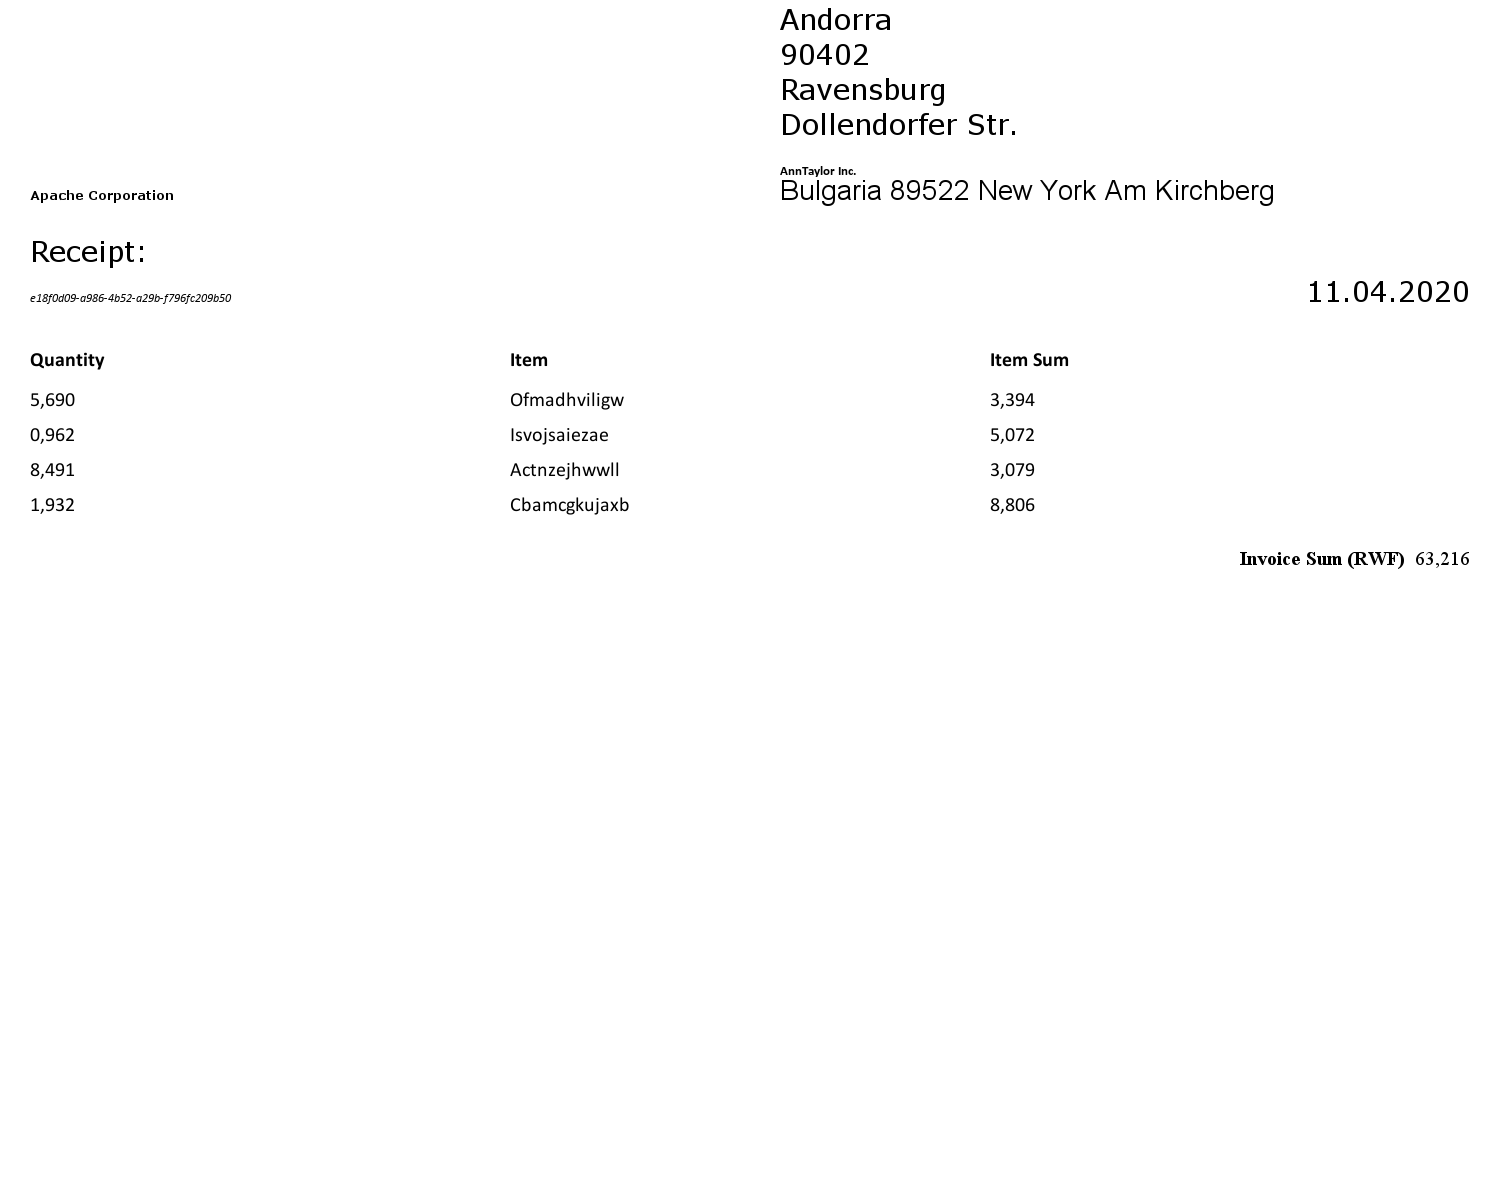 Andorra
90402
Ravensburg
Dollendorfer Str.
AnnTaylor Inc.
Bulgaria 89522 New York Am Kirchberg
Apache Corporation
Receipt:
e18f0d09-a986-4b52-a29b-f796fc209b50
11.04.2020
Quantity Item Item Sum
5,690 Ofmadhviligw 3,394
0,962 Isvojsaiezae 5,072
8,491 Actnzejhwwll 3,079
1,932 Cbamcgkujaxb 8,806
Invoice Sum (RWF) 63,216